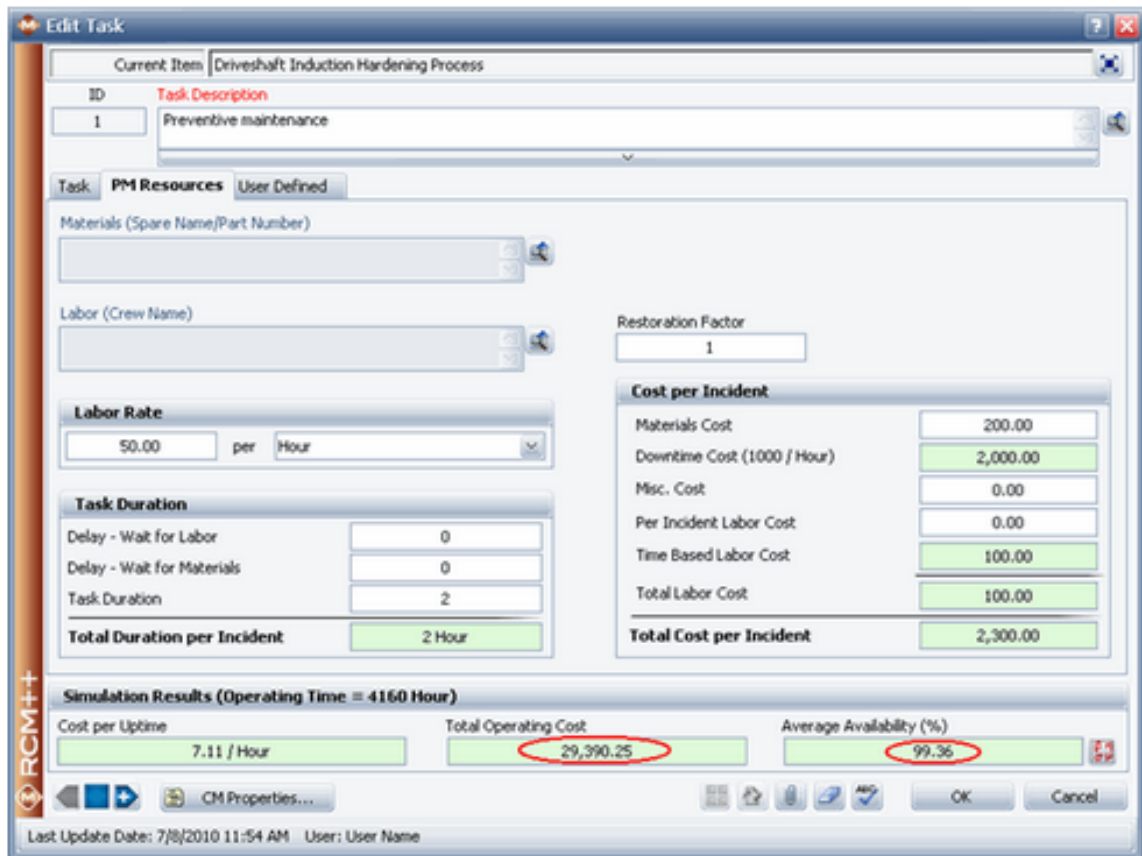 Edit Task
Current Item Driveshaft Induction Hardening Process
ID Task Description
1 Preventive maintenance
Task PM Resources User Defined
Materials (Spare Name/Part Number)
Labor (Crew Name)
Restoration Factor
1
Labor Rate
50.00 per Hour
Task Duration
Delay - Wait for Labor 0
Delay - Wait for Materials 0
Task Duration 2
Total Duration per Incident 2 Hour
Cost per Incident
Materials Cost 200.00
Downtime Cost (1000 / Hour) 2,000.00
Misc. Cost 0.00
Per Incident Labor Cost 0.00
Time Based Labor Cost 100.00
Total Labor Cost 100.00
Total Cost per Incident 2,300.00
RCM++
Simulation Results (Operating Time = 4160 Hour)
Cost per Uptime Total Operating Cost Average Availability (%)
7.11 / Hour 29,390.25 99.36
CM Properties... ABC OK Cancel
Last Update Date: 7/8/2010 11:54 AM User: User Name